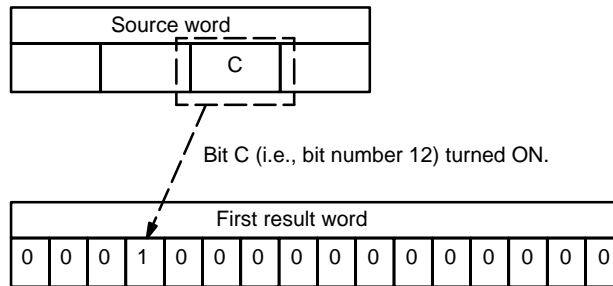 Source word
C
Bit C (i.e., bit number 12) turned ON.
First result word
0 0 0 1 0 0 0 0 0 0 0 0 0 0 0 0